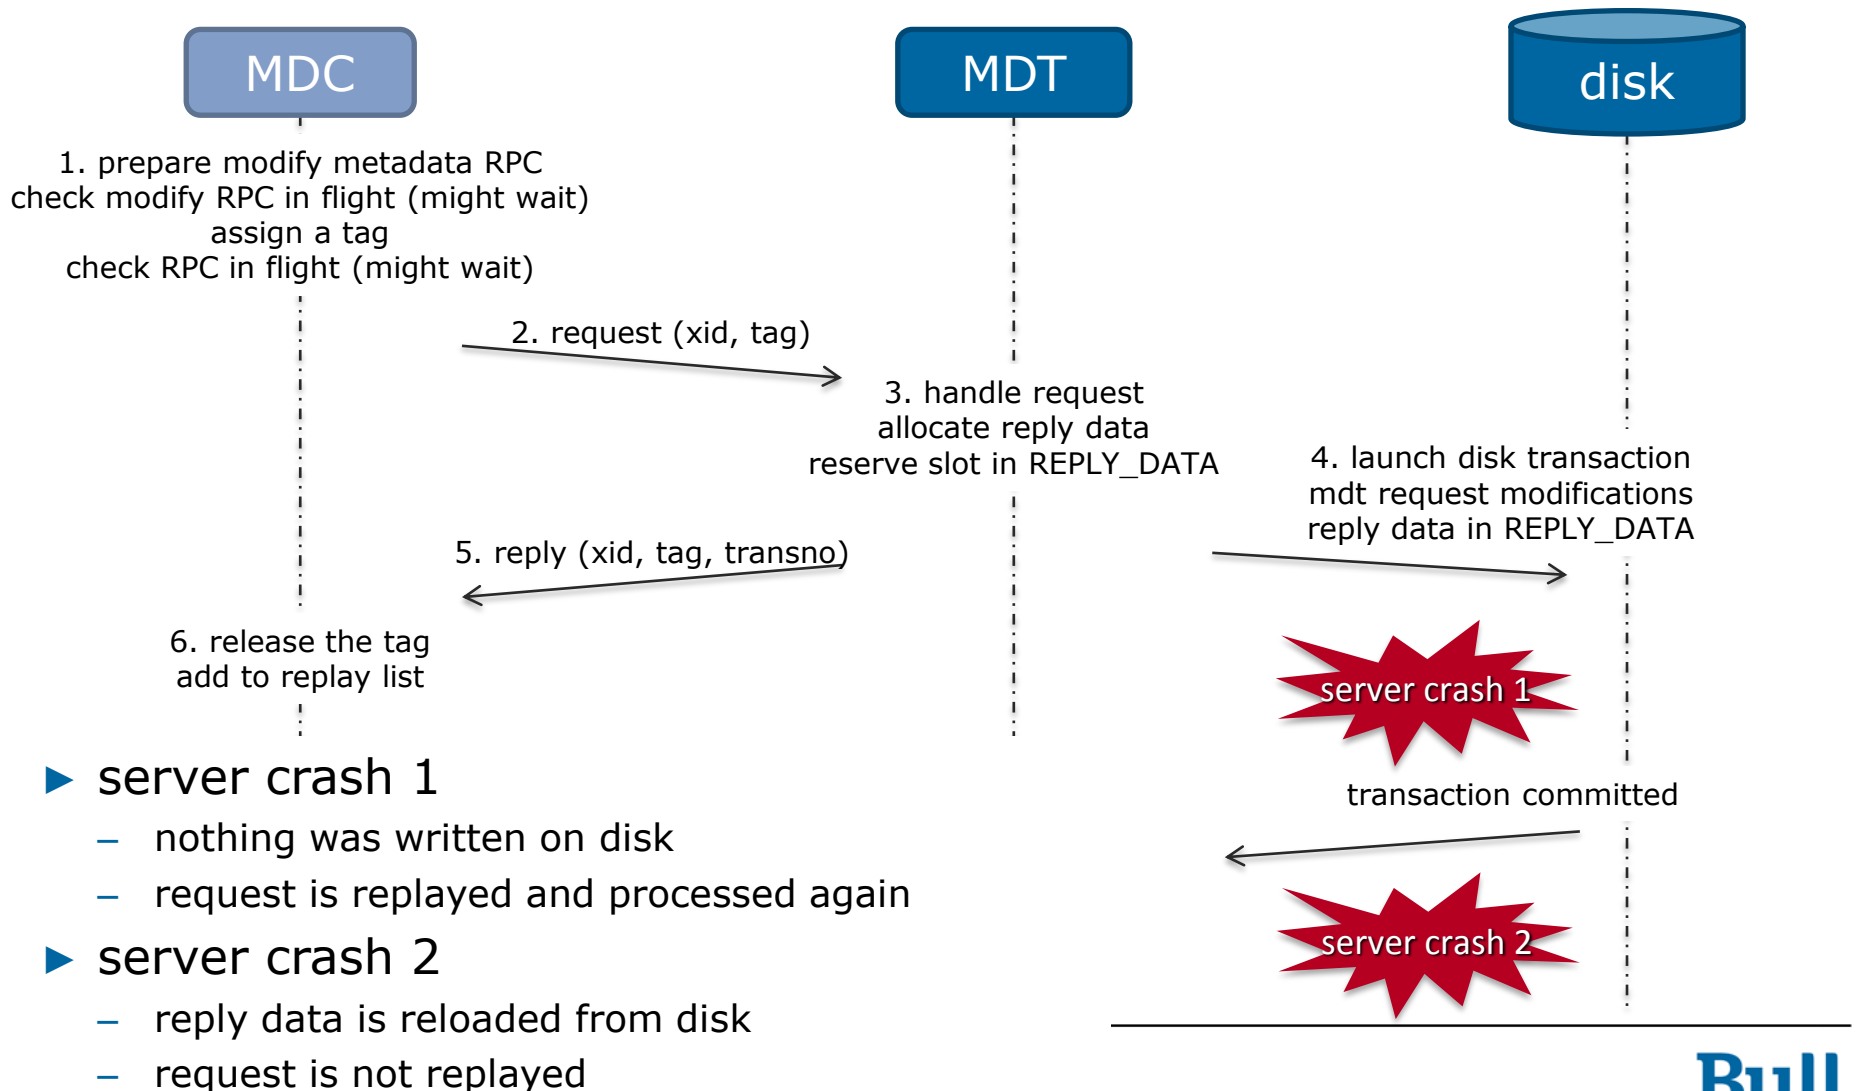 MDC
MDT
disk
1. prepare modify metadata RPC
check modify RPC in flight (might wait)
assign a tag
check RPC in flight (might wait)
2. request (xid, tag)
3. handle request
allocate reply data
reserve slot in REPLY_DATA
4. launch disk transaction
mdt request modifications
reply data in REPLY_DATA
5. reply (xid, tag, transno)
6. release the tag
add to replay list
server crash 1
transaction committed
server crash 2
► server crash 1
– nothing was written on disk
– request is replayed and processed again
► server crash 2
– reply data is reloaded from disk
– request is not replayed
Bull